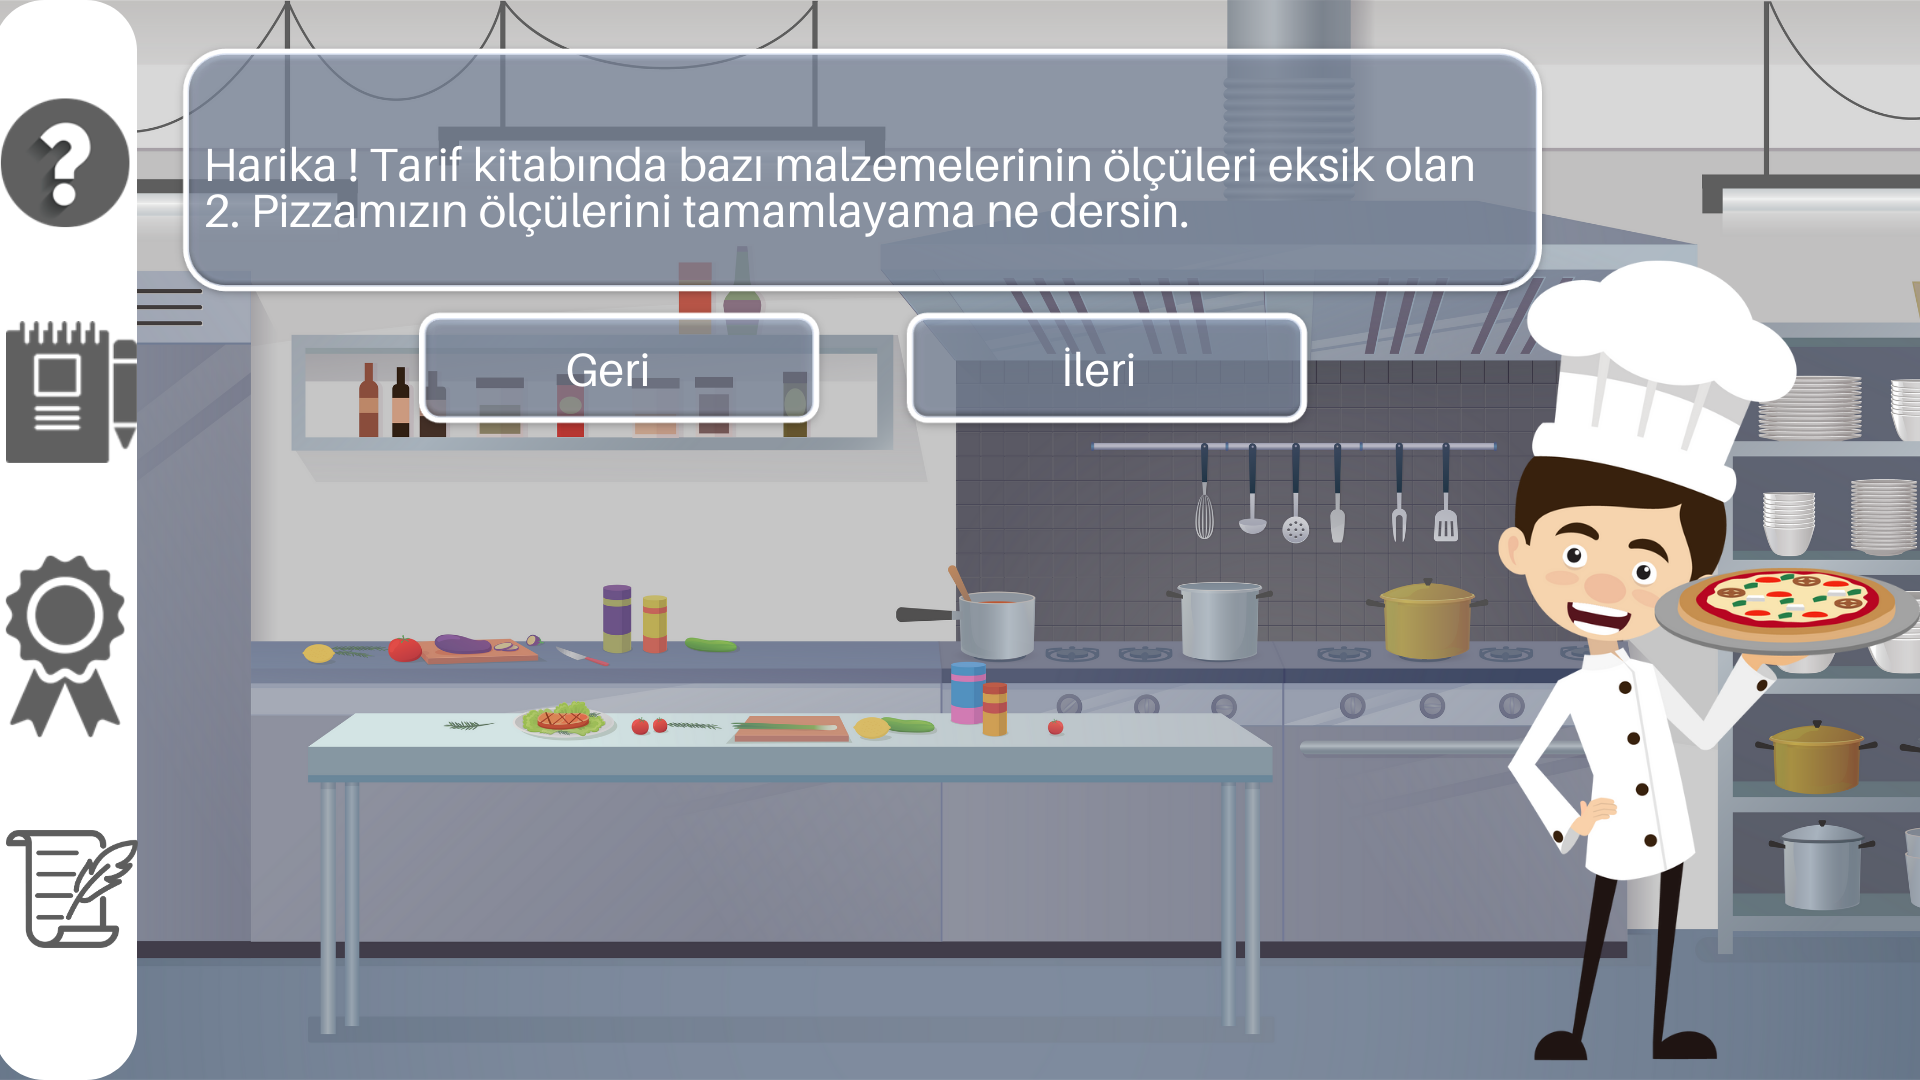 Harika ! Tarif kitabında bazı malzemelerinin ölçüleri eksik olan
2. Pizzamızın ölçülerini tamamlayama ne dersin.
Geri
İleri